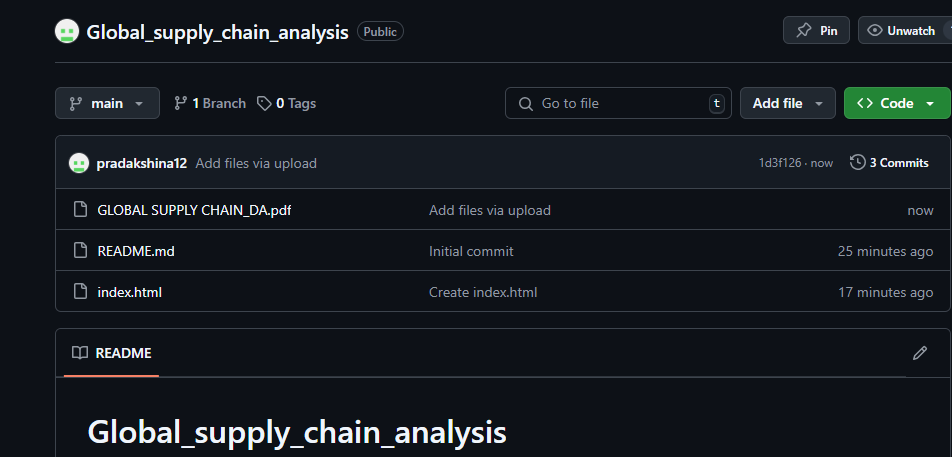 Global_supply_chain_analysis Public Pin Unwatch
main 1 Branch 0 Tags Go to file t Add file Code
pradakshina12 Add files via upload 1d3f126 · now 3 Commits
GLOBAL SUPPLY CHAIN_DA.pdf Add files via upload now
README.md Initial commit 25 minutes ago
index.html Create index.html 17 minutes ago
README
Global_supply_chain_analysis